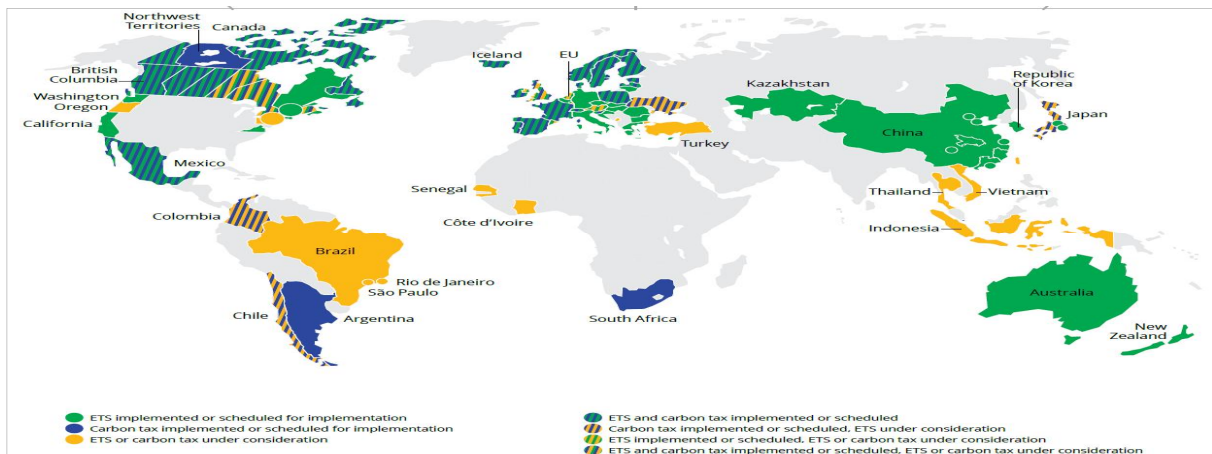 Northwest
Territories
Canada
British
Columbia
Washington
Oregon
California
Mexico
Colombia
Brazil
Rio de Janeiro
São Paulo
Chile
Argentina
Iceland
EU
Turkey
Senegal
Côte d’Ivoire
South Africa
Kazakhstan
Republic
of Korea
Japan
China
Thailand
Vietnam
Indonesia
Australia
New
Zealand
ETS implemented or scheduled for implementation
Carbon tax implemented or scheduled for implementation
ETS or carbon tax under consideration
ETS and carbon tax implemented or scheduled
Carbon tax implemented or scheduled, ETS under consideration
ETS implemented or scheduled, ETS or carbon tax under consideration
ETS and carbon tax implemented or scheduled, ETS or carbon tax under consideration